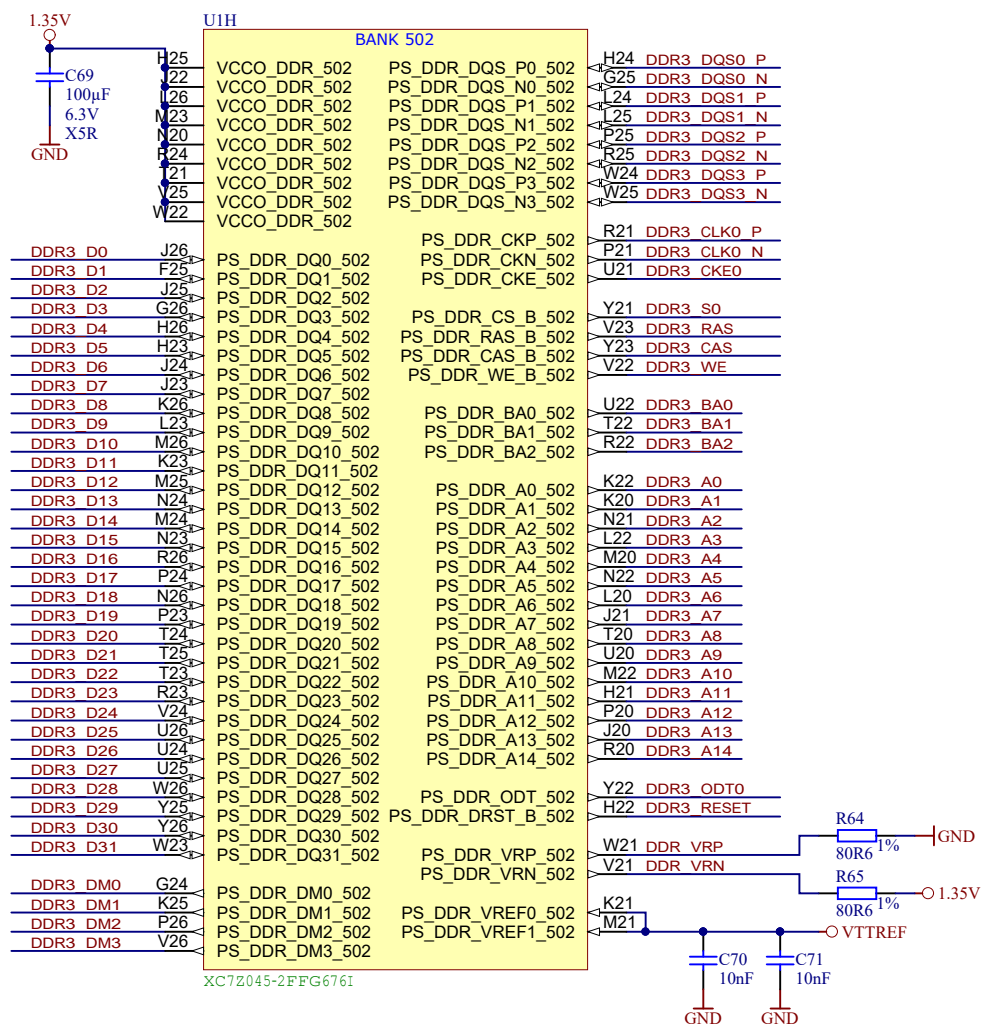 1.35V
U1H
BANK 502
C69
100µF
6.3V
X5R
GND
H25 VCCO_DDR_502
J22 VCCO_DDR_502
L26 VCCO_DDR_502
M23 VCCO_DDR_502
N20 VCCO_DDR_502
R24 VCCO_DDR_502
T21 VCCO_DDR_502
V25 VCCO_DDR_502
W22 VCCO_DDR_502
DDR3_D0 J26 PS_DDR_DQ0_502
DDR3_D1 F25 PS_DDR_DQ1_502
DDR3_D2 J25 PS_DDR_DQ2_502
DDR3_D3 G26 PS_DDR_DQ3_502
DDR3_D4 H26 PS_DDR_DQ4_502
DDR3_D5 H23 PS_DDR_DQ5_502
DDR3_D6 J24 PS_DDR_DQ6_502
DDR3_D7 J23 PS_DDR_DQ7_502
DDR3_D8 K26 PS_DDR_DQ8_502
DDR3_D9 L23 PS_DDR_DQ9_502
DDR3_D10 M26 PS_DDR_DQ10_502
DDR3_D11 K23 PS_DDR_DQ11_502
DDR3_D12 M25 PS_DDR_DQ12_502
DDR3_D13 N24 PS_DDR_DQ13_502
DDR3_D14 M24 PS_DDR_DQ14_502
DDR3_D15 N23 PS_DDR_DQ15_502
DDR3_D16 R26 PS_DDR_DQ16_502
DDR3_D17 P24 PS_DDR_DQ17_502
DDR3_D18 N26 PS_DDR_DQ18_502
DDR3_D19 P23 PS_DDR_DQ19_502
DDR3_D20 T24 PS_DDR_DQ20_502
DDR3_D21 T25 PS_DDR_DQ21_502
DDR3_D22 T23 PS_DDR_DQ22_502
DDR3_D23 R23 PS_DDR_DQ23_502
DDR3_D24 V24 PS_DDR_DQ24_502
DDR3_D25 U26 PS_DDR_DQ25_502
DDR3_D26 U24 PS_DDR_DQ26_502
DDR3_D27 U25 PS_DDR_DQ27_502
DDR3_D28 W26 PS_DDR_DQ28_502
DDR3_D29 Y25 PS_DDR_DQ29_502
DDR3_D30 Y26 PS_DDR_DQ30_502
DDR3_D31 W23 PS_DDR_DQ31_502
DDR3_DM0 G24 PS_DDR_DM0_502
DDR3_DM1 K25 PS_DDR_DM1_502
DDR3_DM2 P26 PS_DDR_DM2_502
DDR3_DM3 V26 PS_DDR_DM3_502
PS_DDR_DQS_P0_502 H24 DDR3_DQS0_P
PS_DDR_DQS_N0_502 G25 DDR3_DQS0_N
PS_DDR_DQS_P1_502 L24 DDR3_DQS1_P
PS_DDR_DQS_N1_502 L25 DDR3_DQS1_N
PS_DDR_DQS_P2_502 P25 DDR3_DQS2_P
PS_DDR_DQS_N2_502 R25 DDR3_DQS2_N
PS_DDR_DQS_P3_502 W24 DDR3_DQS3_P
PS_DDR_DQS_N3_502 W25 DDR3_DQS3_N
PS_DDR_CKP_502 R21 DDR3_CLK0_P
PS_DDR_CKN_502 P21 DDR3_CLK0_N
PS_DDR_CKE_502 U21 DDR3_CKE0
PS_DDR_CS_B_502 Y21 DDR3_S0
PS_DDR_RAS_B_502 V23 DDR3_RAS
PS_DDR_CAS_B_502 Y23 DDR3_CAS
PS_DDR_WE_B_502 V22 DDR3_WE
PS_DDR_BA0_502 U22 DDR3_BA0
PS_DDR_BA1_502 T22 DDR3_BA1
PS_DDR_BA2_502 R22 DDR3_BA2
PS_DDR_A0_502 K22 DDR3_A0
PS_DDR_A1_502 K20 DDR3_A1
PS_DDR_A2_502 N21 DDR3_A2
PS_DDR_A3_502 L22 DDR3_A3
PS_DDR_A4_502 M20 DDR3_A4
PS_DDR_A5_502 N22 DDR3_A5
PS_DDR_A6_502 L20 DDR3_A6
PS_DDR_A7_502 J21 DDR3_A7
PS_DDR_A8_502 T20 DDR3_A8
PS_DDR_A9_502 U20 DDR3_A9
PS_DDR_A10_502 M22 DDR3_A10
PS_DDR_A11_502 H21 DDR3_A11
PS_DDR_A12_502 P20 DDR3_A12
PS_DDR_A13_502 J20 DDR3_A13
PS_DDR_A14_502 R20 DDR3_A14
PS_DDR_ODT_502 Y22 DDR3_ODT0
PS_DDR_DRST_B_502 H22 DDR3_RESET
PS_DDR_VRP_502 W21 DDR_VRP
PS_DDR_VRN_502 V21 DDR_VRN
PS_DDR_VREF0_502 K21
PS_DDR_VREF1_502 M21
R64
80R6 1%
GND
R65
80R6 1%
1.35V
VTTREF
C70
10nF
GND
C71
10nF
GND
XC7Z045-2FFG676I